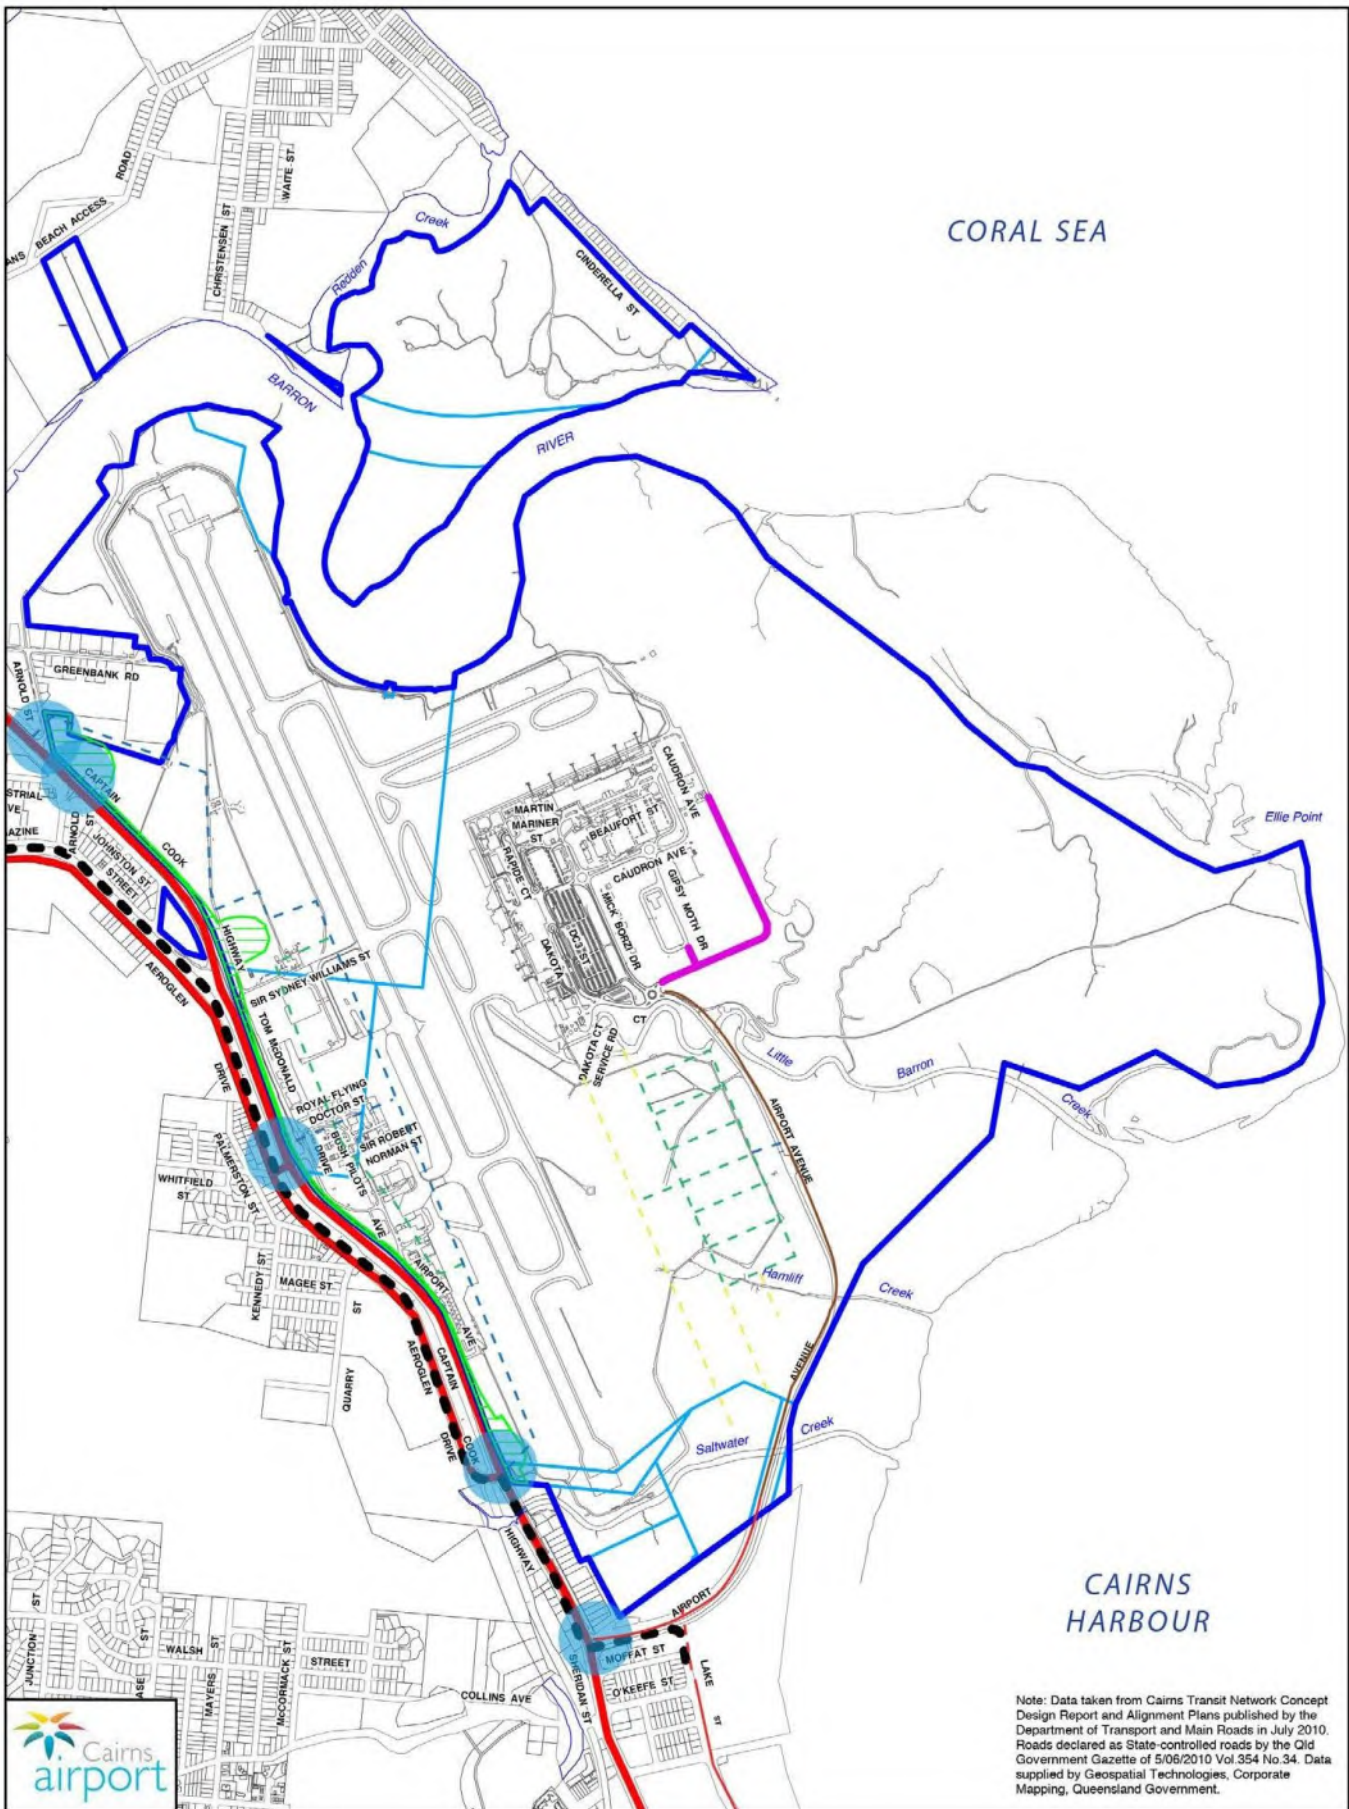 CORAL SEA
ROAD
BEACH ACCESS
ANS
CHRISTENSEN ST
WAITE ST.
Creek
Redden
CINDERELLA ST
BARRON
RIVER
ARNOLD ST.
GREENBANK RD
CAPTAIN
STRIAL
VE
AZINE
ARNOLD
ST
JOHNSTON ST
STREET
COOK
HIGHWAY
AEROGLEN
DRIVE
SIR SYDNEY WILLIAMS ST
TOM McDONALD
DRIVE
ROYAL FLYING
DOCTOR ST.
BUSH PILOTS
AVE
SIR ROBERT
NORMAN ST
MARTIN
MARINER
ST
RAPIDE CT
BEAUFORT ST
CAUDRON AVE
CAUDRON AVE
GIPSY MOTH DR
MICK BORZI DR
DC3 ST
DAKOTA
CT
DAKOTA CT
SERVICE RD
Ellie Point
Little
Barron
Creek
AIRPORT AVENUE
PALMERSTON ST
WHITFIELD
ST
KENNEDY ST
MAGEE ST
ST
QUARRY
AIRPORT
AVE
CAPTAIN
COOK
AEROGLEN
DRIVE
Hamliff
Creek
AVENUE
Saltwater
Creek
HIGHWAY
AIRPORT
MOFFAT ST
O'KEEFE ST
LAKE
ST
SHERIDAN ST
JUNCTION
ST
ASE
ST
WALSH
ST
MAYERS
McCORMACK ST
STREET
COLLINS AVE
CAIRNS
HARBOUR
Cairns
airport
Note: Data taken from Cairns Transit Network Concept
Design Report and Alignment Plans published by the
Department of Transport and Main Roads in July 2010.
Roads declared as State-controlled roads by the Qld
Government Gazette of 5/06/2010 Vol.354 No.34. Data
supplied by Geospatial Technologies, Corporate
Mapping, Queensland Government.